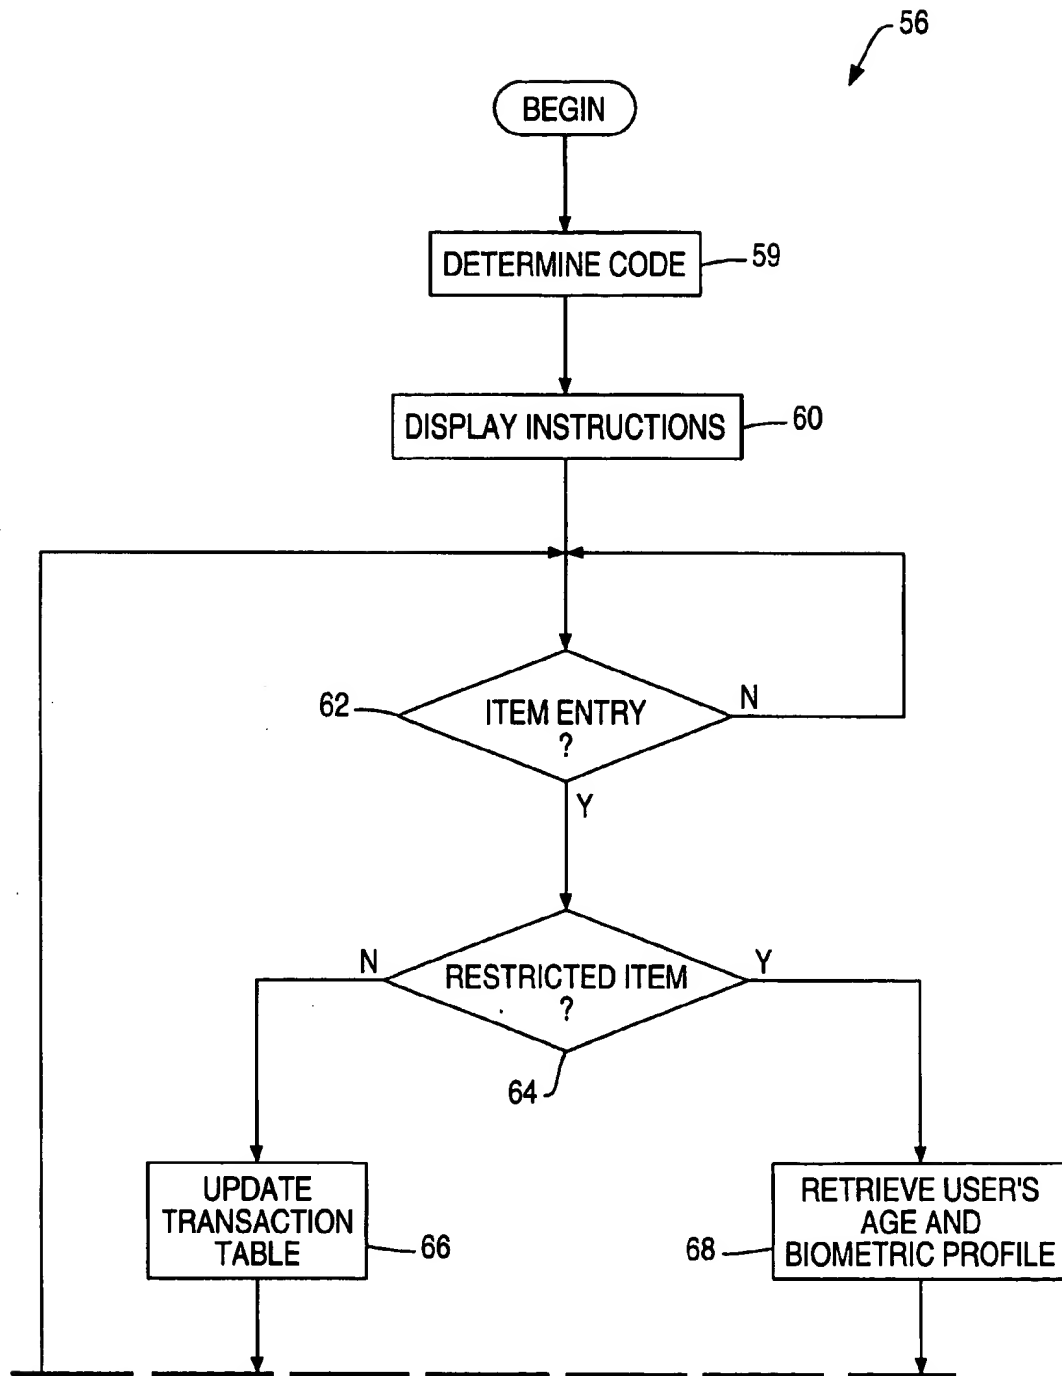 56
BEGIN
DETERMINE CODE
59
DISPLAY INSTRUCTIONS
60
62
ITEM ENTRY
?
N
Y
N
RESTRICTED ITEM
?
Y
64
UPDATE
TRANSACTION
TABLE
66
68
RETRIEVE USER'S
AGE AND
BIOMETRIC PROFILE